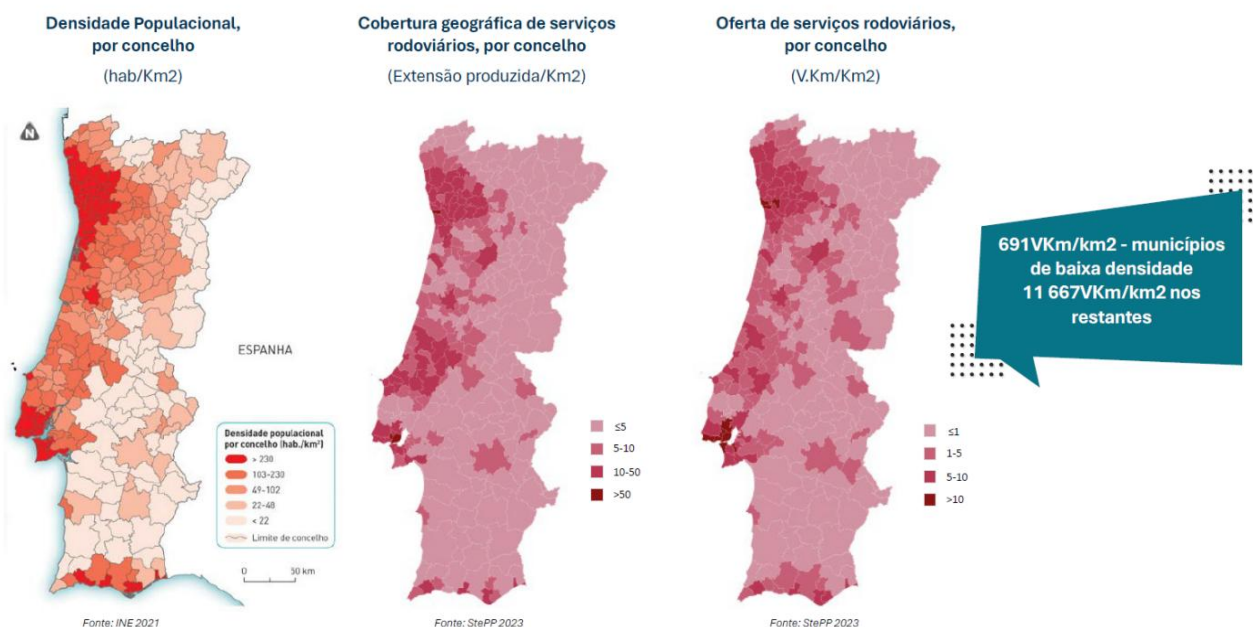 Densidade Populacional,
por concelho
(hab/Km2)
Cobertura geográfica de serviços
rodoviários, por concelho
(Extensão produzida/Km2)
Oferta de serviços rodoviários,
por concelho
(V.Km/Km2)
N
ESPANHA
Densidade populacional
por concelho (hab./km²)
> 230
103-230
49-102
22-48
< 22
Limite de concelho
0 50 km
Fonte: INE 2021
≤5
5-10
10-50
>50
Fonte: StePP 2023
≤1
1-5
5-10
>10
Fonte: StePP 2023
691VKm/km2 - municípios
de baixa densidade
11 667VKm/km2 nos
restantes